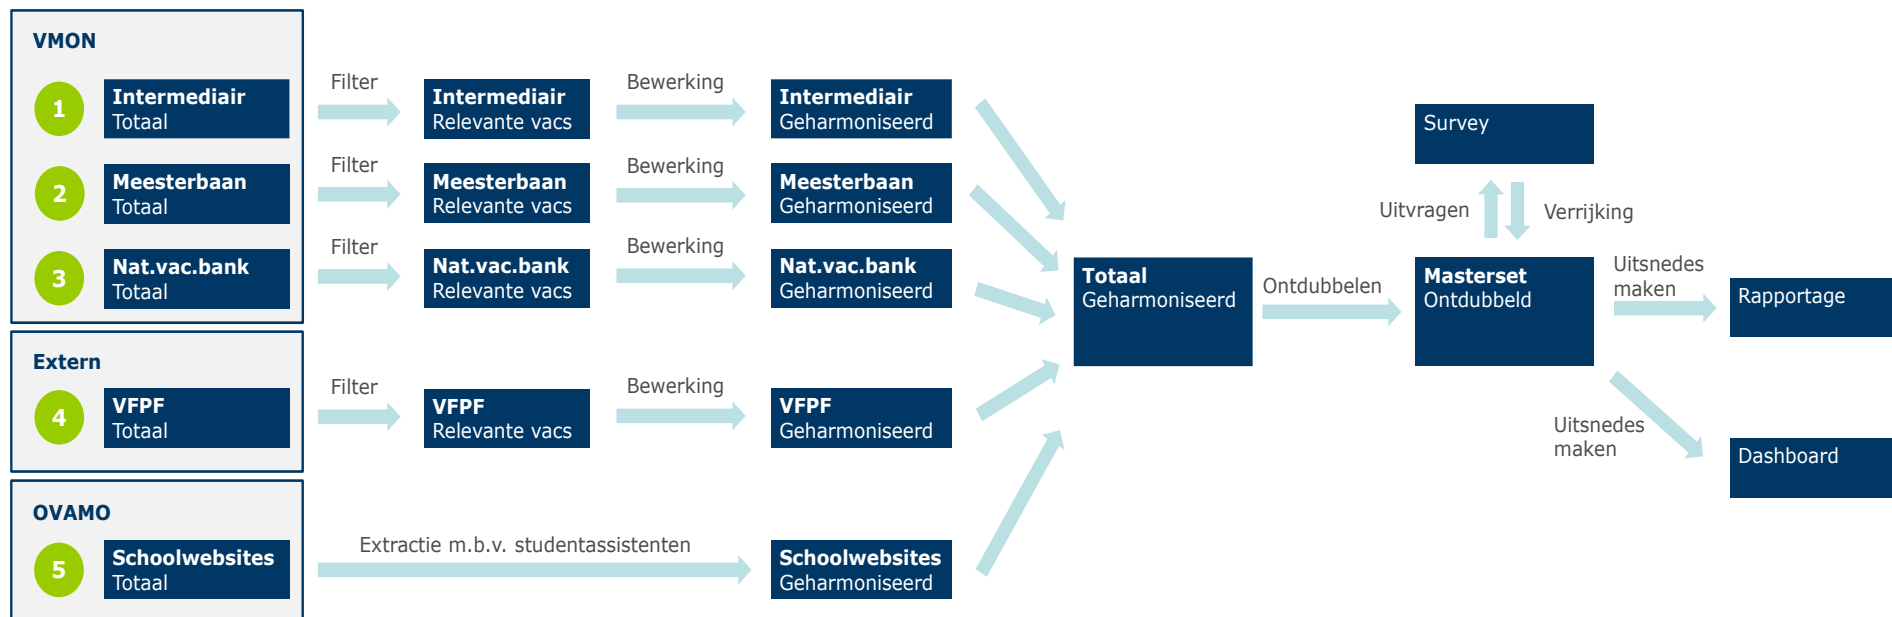 VMON
1
Intermediair
Totaal
Filter
Intermediair
Relevante vacs
Bewerking
Intermediair
Geharmoniseerd
2
Meesterbaan
Totaal
Filter
Meesterbaan
Relevante vacs
Bewerking
Meesterbaan
Geharmoniseerd
3
Nat.vac.bank
Totaal
Filter
Nat.vac.bank
Relevante vacs
Bewerking
Nat.vac.bank
Geharmoniseerd
Extern
4
VFPF
Totaal
Filter
VFPF
Relevante vacs
Bewerking
VFPF
Geharmoniseerd
OVAMO
5
Schoolwebsites
Totaal
Extractie m.b.v. studentassistenten
Schoolwebsites
Geharmoniseerd
Totaal
Geharmoniseerd
Ontdubbelen
Masterset
Ontdubbeld
Uitvragen
Verrijking
Survey
Uitsnedes
maken
Rapportage
Uitsnedes
maken
Dashboard